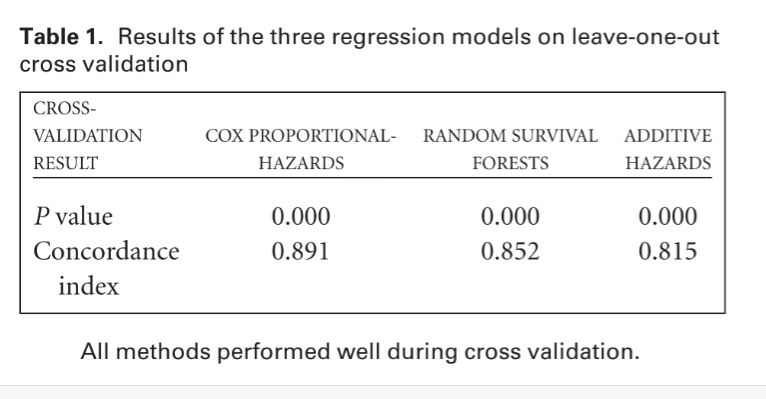 Table 1. Results of the three regression models on leave-one-out
cross validation
CROSS-
VALIDATION COX PROPORTIONAL- RANDOM SURVIVAL ADDITIVE
RESULT HAZARDS FORESTS HAZARDS
P value 0.000 0.000 0.000
Concordance 0.891 0.852 0.815
index
All methods performed well during cross validation.